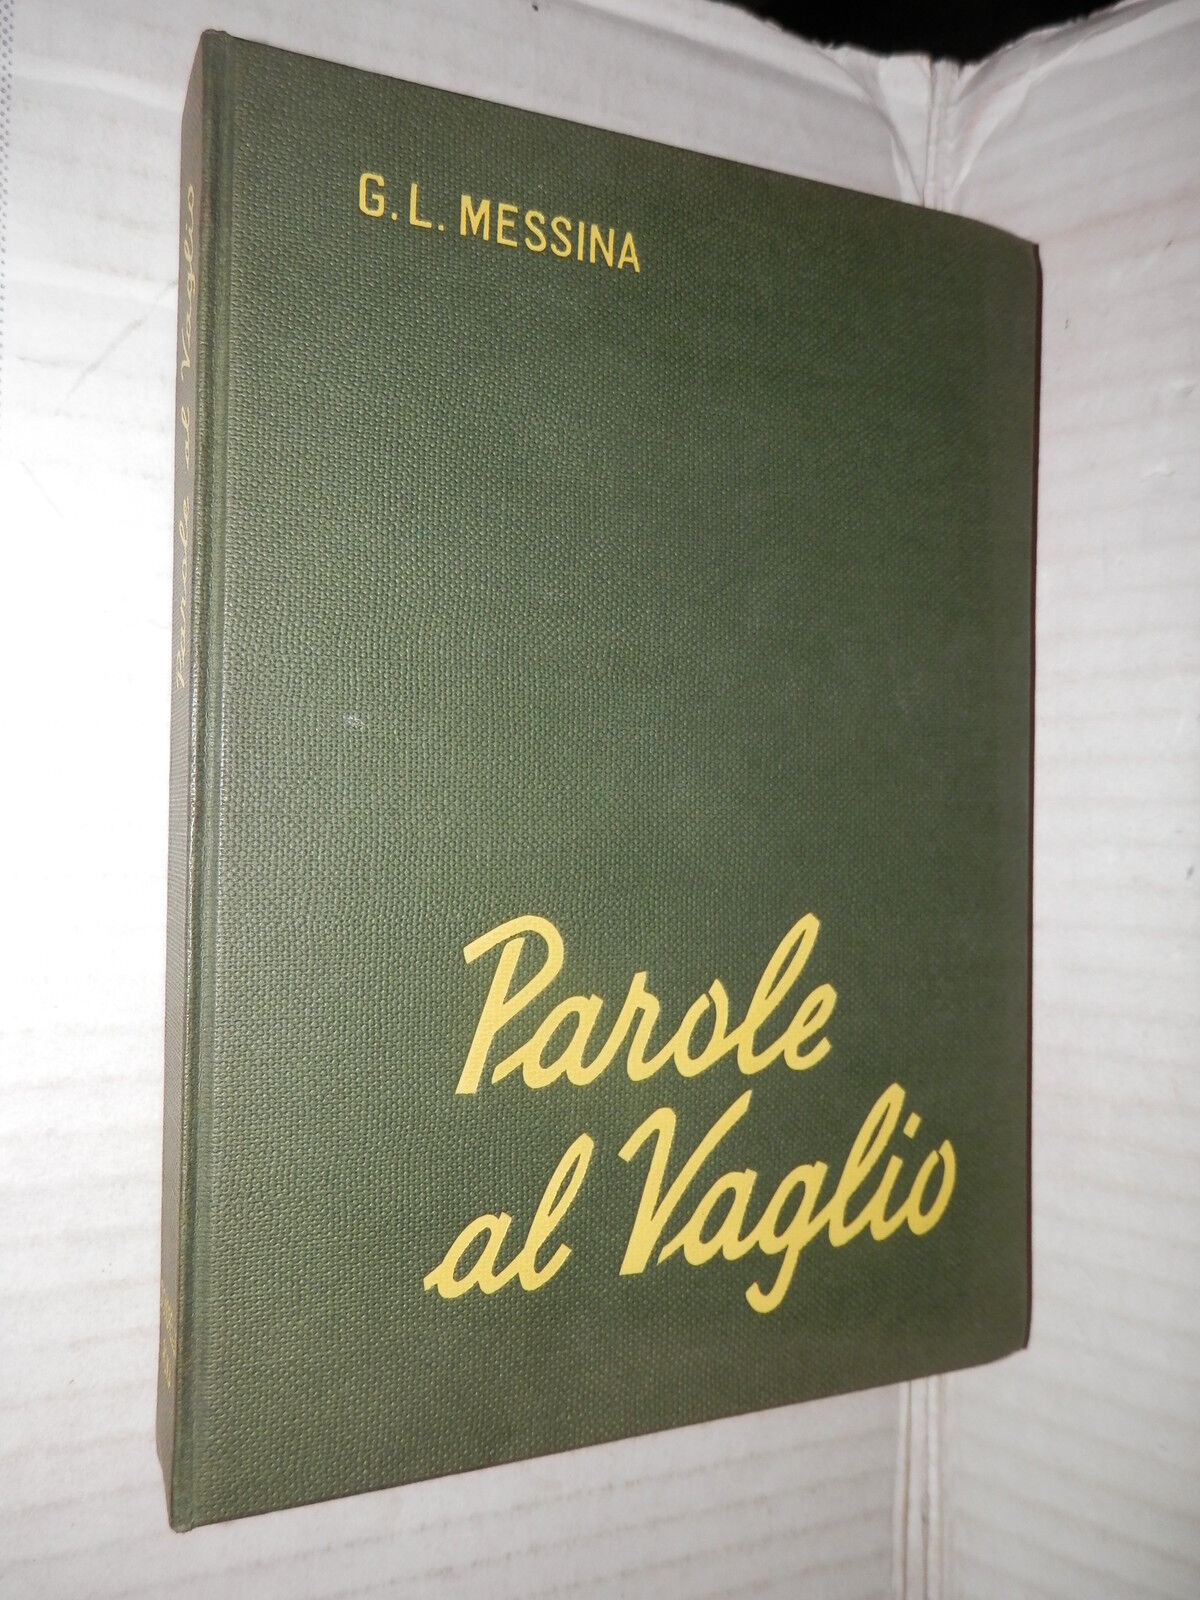 G. L. MESSINA
Parole
al Vaglio
Parole al Vaglio